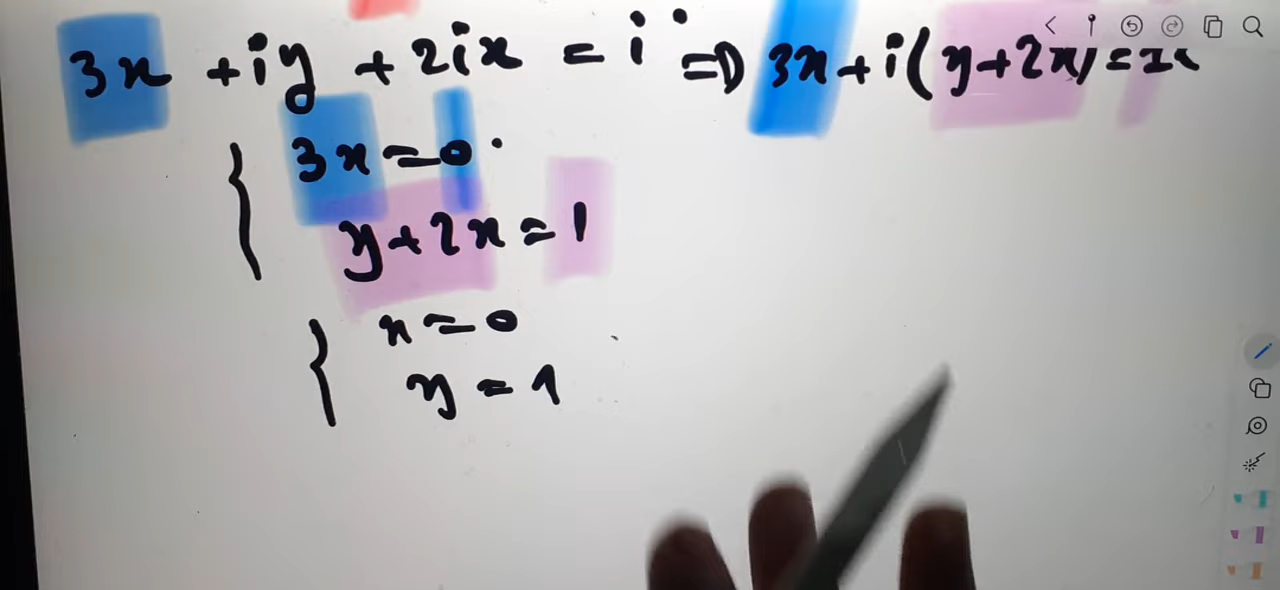 3x + iy + 2ix = i => 3x + i(y+2x) = 1i
3x = 0
y + 2x = 1
x = 0
y = 1